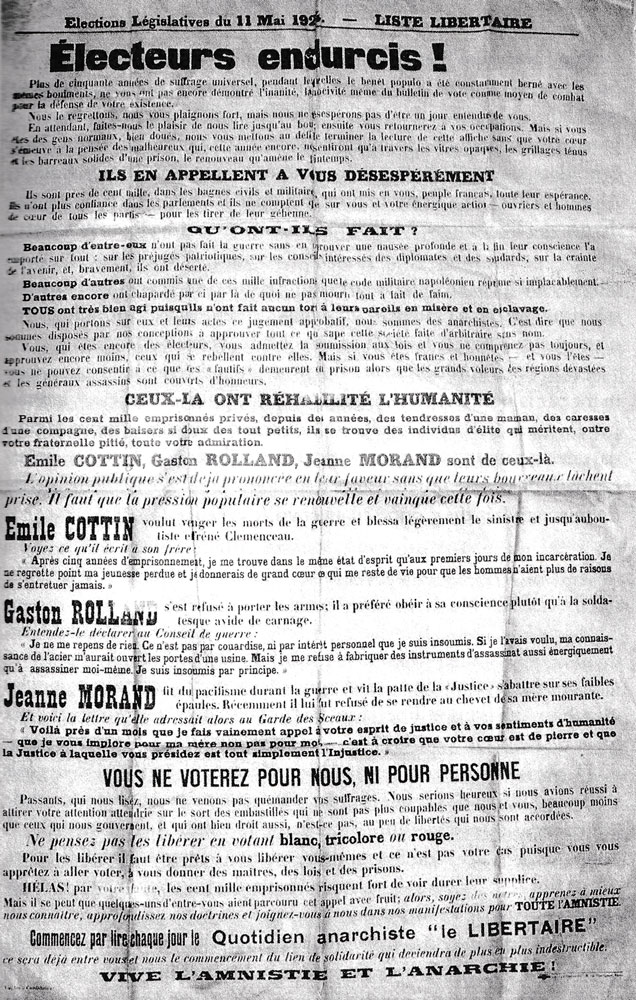 Elections Législatives du 11 Mai 192 . — LISTE LIBERTAIRE
Électeurs endurcis !
Plus de cinquante années de suffrage universel, pendant lesquelles le benêt populo a été constamment berné avec les
mêmes boniments, ne vous ont pas encore démontré l'inanité, la nocivité même du bulletin de vote comme moyen de combat
pour la défense de votre existence.
Nous le regrettons, nous vous plaignons fort, mais nous ne désespérons pas d'être un jour entendus de vous.
En attendant, faites-nous le plaisir de nous lire jusqu'au bout; ensuite vous retournerez à vos occupations. Mais si vous
êtes des gens normaux, bien doués, nous vous mettons au défi de terminer la lecture de cette affiche sans que votre cœur
s'émeuve à la pensée des malheureux qui, cette année encore, ne sentiront qu'à travers les vitres opaques, les grillages ténus
et les barreaux solides d'une prison, le renouveau qu'amène le printemps.
ILS EN APPELLENT A VOUS DÉSESPÉRÉMENT
Ils sont près de cent mille, dans les bagnes civils et militaires, qui ont mis en vous, peuple français, toute leur espérance.
Ils n'ont plus confiance dans les parlements et ils ne comptent que sur vous et votre énergique action — ouvriers et hommes
de cœur de tous les partis — pour les tirer de leur géhenne.
QU'ONT-ILS FAIT ?
Beaucoup d'entre-eux n'ont pas fait la guerre sans en éprouver une nausée profonde et à la fin leur conscience l'a
emporté sur tout : sur les préjugés patriotiques, sur les conseils intéressés des diplomates et des soudards, sur la crainte
de l'avenir, et, bravement, ils ont déserté.
Beaucoup d'autres ont commis une de ces mille infractions que le code militaire napoléonien réprime si implacablement.
D'autres encore ont chapardé par ci par là de quoi ne pas mourir tout à fait de faim.
TOUS ont très bien agi puisqu'ils n'ont fait aucun tort à leurs pareils en misère et en esclavage.
Nous, qui portons sur eux et leurs actes ce jugement approbatif, nous sommes des anarchistes. C'est dire que nous
sommes disposés par nos conceptions à approuver tout ce qui sape cette société faite d'arbitraire sans nom.
Vous, qui êtes encore des électeurs, vous admettez la soumission aux lois et vous ne comprenez pas toujours, et
approuvez encore moins, ceux qui se rebellent contre elles. Mais si vous êtes francs et honnêtes — et vous l'êtes —
vous ne pouvez consentir à ce que les « fautifs » demeurent en prison alors que les grands voleurs des régions dévastées
et les généraux assassins sont couverts d'honneurs.
CEUX-LA ONT RÉHABILITÉ L'HUMANITÉ
Parmi les cent mille emprisonnés privés, depuis des années, des tendresses d'une maman, des caresses
d'une compagne, des baisers si doux des tout petits, ils se trouve des individus d'élite qui méritent, outre
votre fraternelle pitié, toute votre admiration.
Emile COTTIN, Gaston ROLLAND, Jeanne MORAND sont de ceux-là.
L'opinion publique s'est déjà prononcée en leur faveur sans que leurs bourreaux lâchent
prise. Il faut que la pression populaire se renouvelle et vainque cette fois.
Emile COTTIN voulut venger les morts de la guerre et blessa légèrement le sinistre et jusqu'aubou-
tiste effréné Clemenceau.
Voyez ce qu'il écrit à son frère:
« Après cinq années d'emprisonnement, je me trouve dans le même état d'esprit qu'aux premiers jours de mon incarcération. Je
ne regrette point ma jeunesse perdue et je donnerais de grand cœur ce qui me reste de vie pour que les hommes n'aient plus de raisons
de s'entretuer jamais. »
Gaston ROLLAND s'est refusé à porter les armes; il a préféré obéir à sa conscience plutôt qu'à la solda-
tesque avide de carnage.
Entendez-le déclarer au Conseil de guerre :
« Je ne me repens de rien. Ce n'est pas par couardise, ni par intérêt personnel que je suis insoumis. Si je l'avais voulu, ma connais-
sance de l'acier m'aurait ouvert les portes d'une usine. Mais je me refuse à fabriquer des instruments d'assassinat aussi énergiquement
qu'à assassiner moi-même. Je suis insoumis par principe. »
Jeanne MORAND fit du pacifisme durant la guerre et vit la patte de la «Justice» s'abattre sur ses faibles
épaules. Récemment il lui fut refusé de se rendre au chevet de sa mère mourante.
Et voici la lettre qu'elle adressait alors au Garde des Sceaux :
« Voilà près d'un mois que je fais vainement appel à votre esprit de justice et à vos sentiments d'humanité
— que je vous implore pour ma mère non pas pour moi, — c'est à croire que votre cœur est de pierre et que
la Justice à laquelle vous présidez est tout simplement l'Injustice. »
VOUS NE VOTEREZ POUR NOUS, NI POUR PERSONNE
Passants, qui nous lisez, nous ne venons pas quémander vos suffrages. Nous serions heureux si nous avions réussi à
attirer votre attention attendrie sur le sort des embastillés qui ne sont pas plus coupables que nous et vous, beaucoup moins
que ceux qui nous gouvernent, et qui ont bien droit aussi, n'est-ce pas, au peu de libertés qui nous sont accordées.
Ne pensez pas les libérer en votant blanc, tricolore ou rouge.
Pour les libérer il faut être prêts à vous libérer vous-mêmes et ce n'est pas votre cas puisque vous vous
apprêtez à aller voter, à vous donner des maîtres, des lois et des prisons.
HÉLAS! par votre faute, les cent mille emprisonnés risquent fort de voir durer leur supplice.
Mais il se peut que quelques-uns d'entre-vous aient parcouru cet appel avec fruit; alors, soyez des nôtres, apprenez à mieux
nous connaître, approfondissez nos doctrines et joignez-vous à nous dans nos manifestations pour TOUTE L'AMNISTIE.
Commencez par lire chaque jour le Quotidien anarchiste "le LIBERTAIRE"
ce sera déjà entre vous et nous le commencement du lien de solidarité qui deviendra de plus en plus indestructible.
VIVE L'AMNISTIE ET L'ANARCHIE !